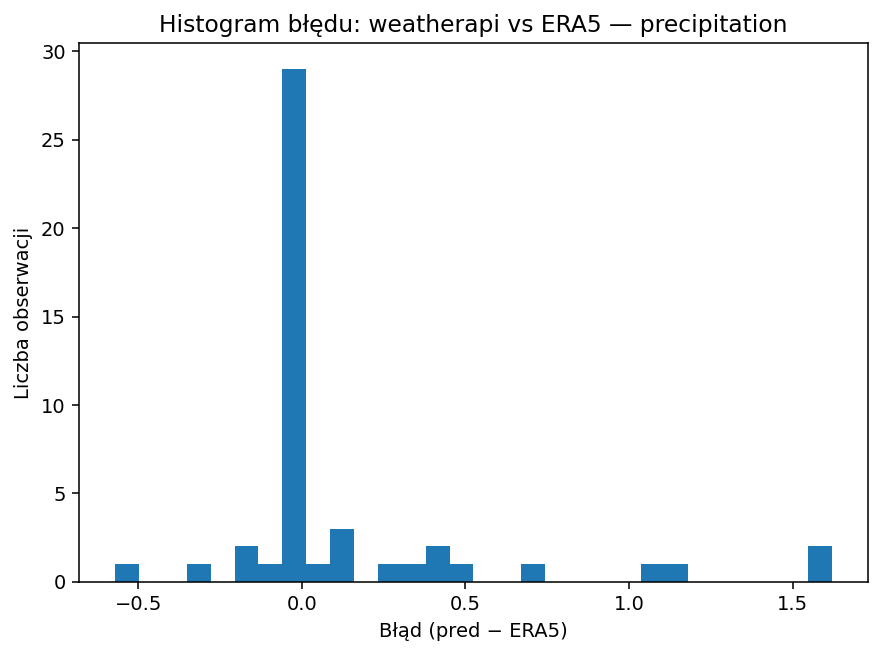 Histogram błędu: weatherapi vs ERA5 — precipitation
Liczba obserwacji
30
25
20
15
10
5
0
−0.5 0.0 0.5 1.0 1.5
Błąd (pred − ERA5)